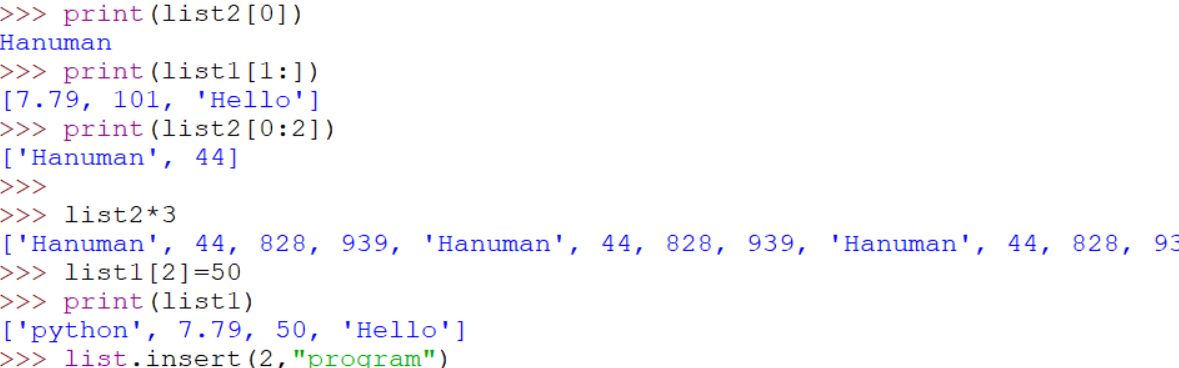 >>> print(list2[0])
Hanuman
>>> print(list1[1:])
[7.79, 101, 'Hello']
>>> print(list2[0:2])
['Hanuman', 44]
>>>
>>> list2*3
['Hanuman', 44, 828, 939, 'Hanuman', 44, 828, 939, 'Hanuman', 44, 828, 93
>>> list1[2]=50
>>> print(list1)
['python', 7.79, 50, 'Hello']
>>> list.insert(2,"program")